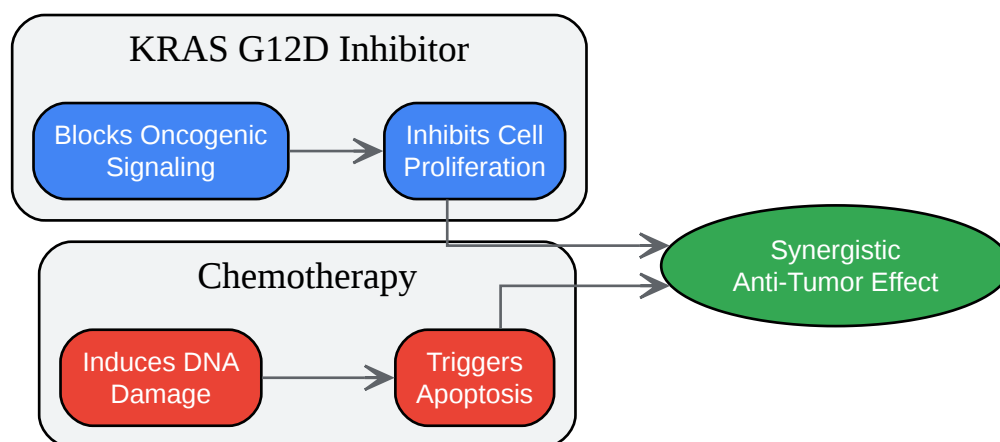 KRAS G12D Inhibitor
Blocks Oncogenic
Signaling
Inhibits Cell
Proliferation
Synergistic
Anti-Tumor Effect
Chemotherapy
Induces DNA
Damage
Triggers
Apoptosis